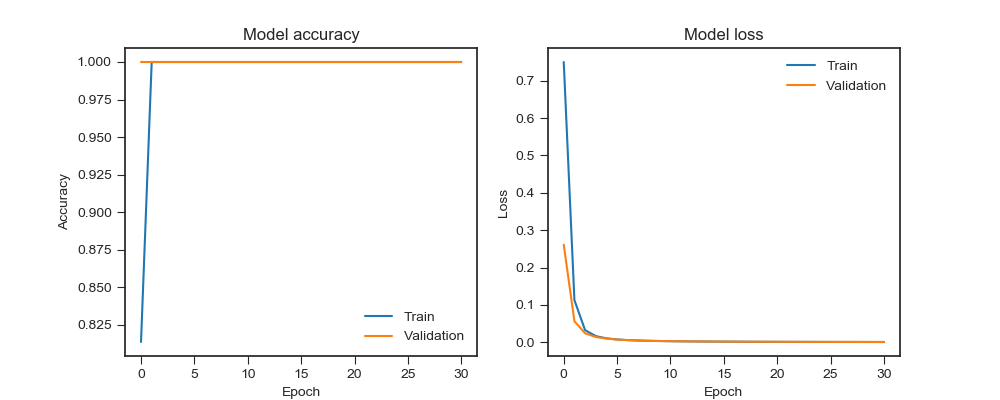 Model accuracy
Accuracy
1.000
0.975
0.950
0.925
0.900
0.875
0.850
0.825
Train
Validation
0 5 10 15 20 25 30
Epoch
Model loss
Loss
0.7
0.6
0.5
0.4
0.3
0.2
0.1
0.0
Train
Validation
0 5 10 15 20 25 30
Epoch